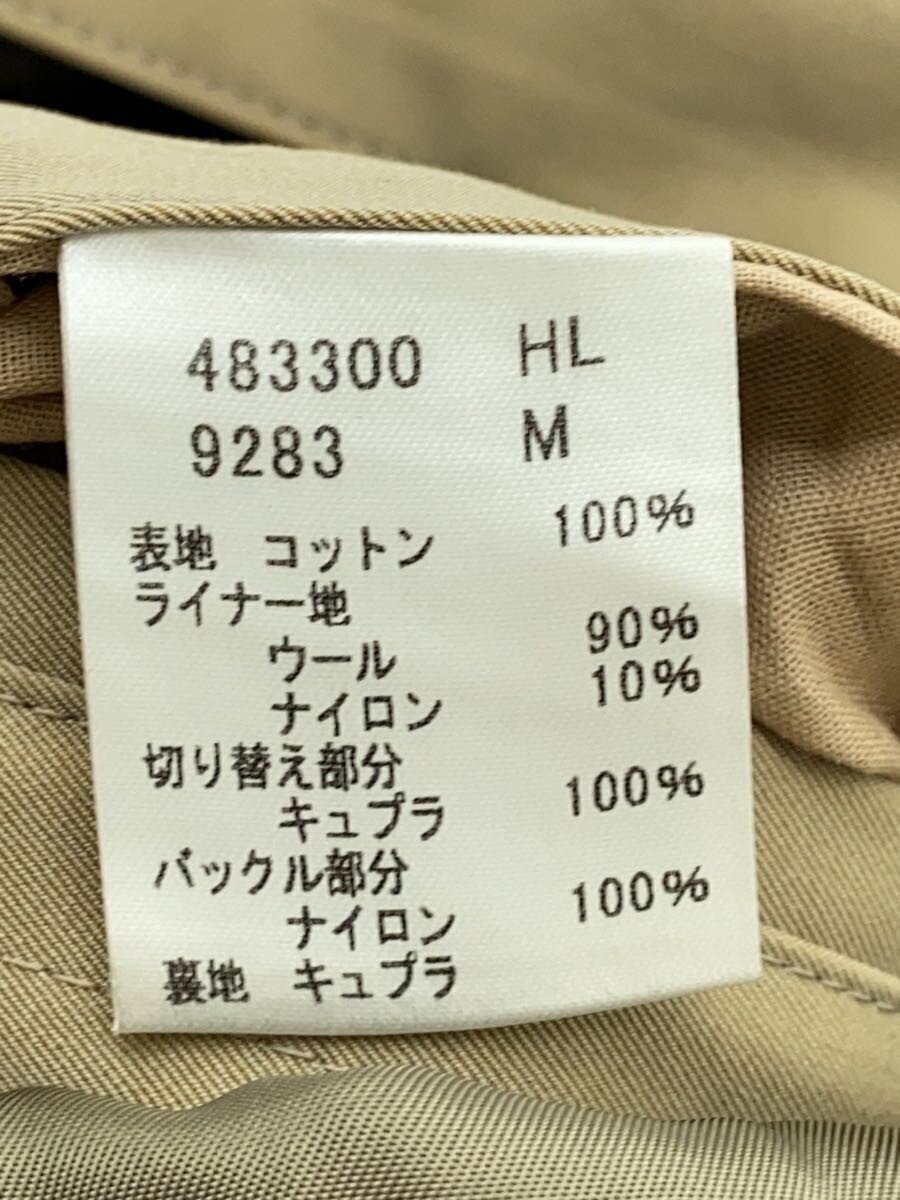 483300 HL
9283 M
表地 コットン 100%
ライナー地
ウール 90%
ナイロン 10%
切り替え部分
キュプラ 100%
バックル部分
ナイロン 100%
裏地 キュプラ